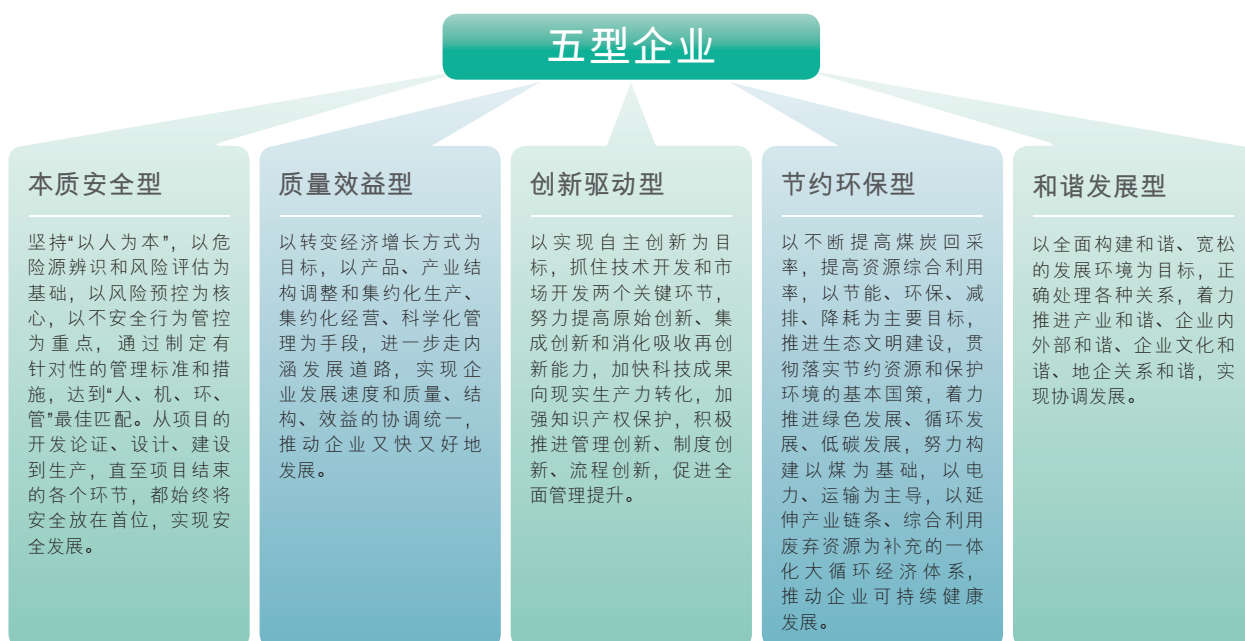 五型企业
本质安全型
坚持“以人为本”，以危
险源辨识和风险评估为
基础，以风险预控为核
心，以不安全行为管控
为重点，通过制定有
针对性的管理标准和措
施，达到“人、机、环、
管”最佳匹配。从项目的
开发论证、设计、建设
到生产，直至项目结束
的各个环节，都始终将
安全放在首位，实现安
全发展。
质量效益型
以转变经济增长方式为
目标，以产品、产业结
构调整和集约化生产、
集约化经营、科学化管
理为手段，进一步走内
涵发展道路，实现企
业发展速度和质量、结
构、效益的协调统一，
推动企业又快又好地
发展。
创新驱动型
以实现自主创新为目
标，抓住技术开发和市
场开发两个关键环节，
努力提高原始创新、集
成创新和消化吸收再创
新能力，加快科技成果
向现实生产力转化，加
强知识产权保护，积极
推进管理创新、制度创
新、流程创新，促进全
面管理提升。
节约环保型
以不断提高煤炭回采
率，提高资源综合利用
率，以节能、环保、减
排、降耗为主要目标，
推进生态文明建设，贯
彻落实节约资源和保护
环境的基本国策，着力
推进绿色发展、循环发
展、低碳发展，努力构
建以煤为基础，以电
力、运输为主导，以延
伸产业链条、综合利用
废弃资源为补充的一体
化大循环经济体系，
推动企业可持续健康
发展。
和谐发展型
以全面构建和谐、宽松
的发展环境为目标，正
确处理各种关系，着力
推进产业和谐、企业内
外部和谐、企业文化和
谐、地企关系和谐，实
现协调发展。